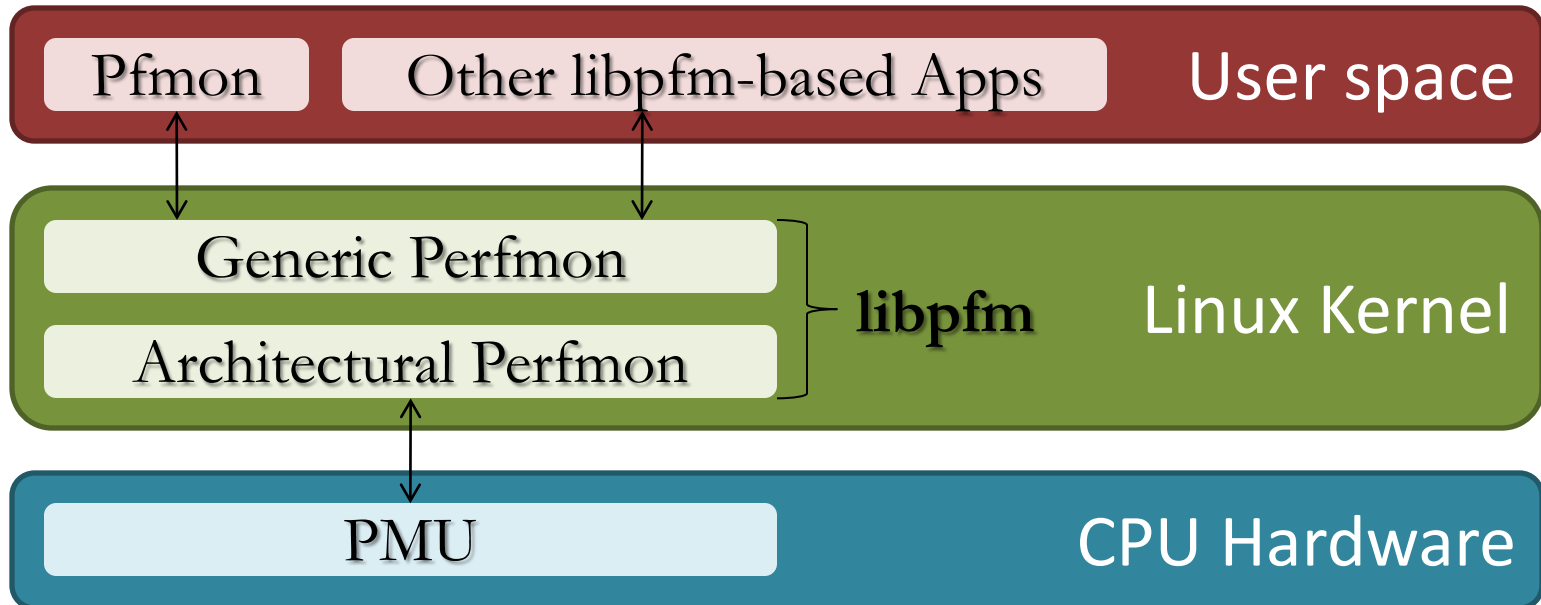 Pfmon
Other libpfm-based Apps
User space
Generic Perfmon
Architectural Perfmon
libpfm
Linux Kernel
PMU
CPU Hardware